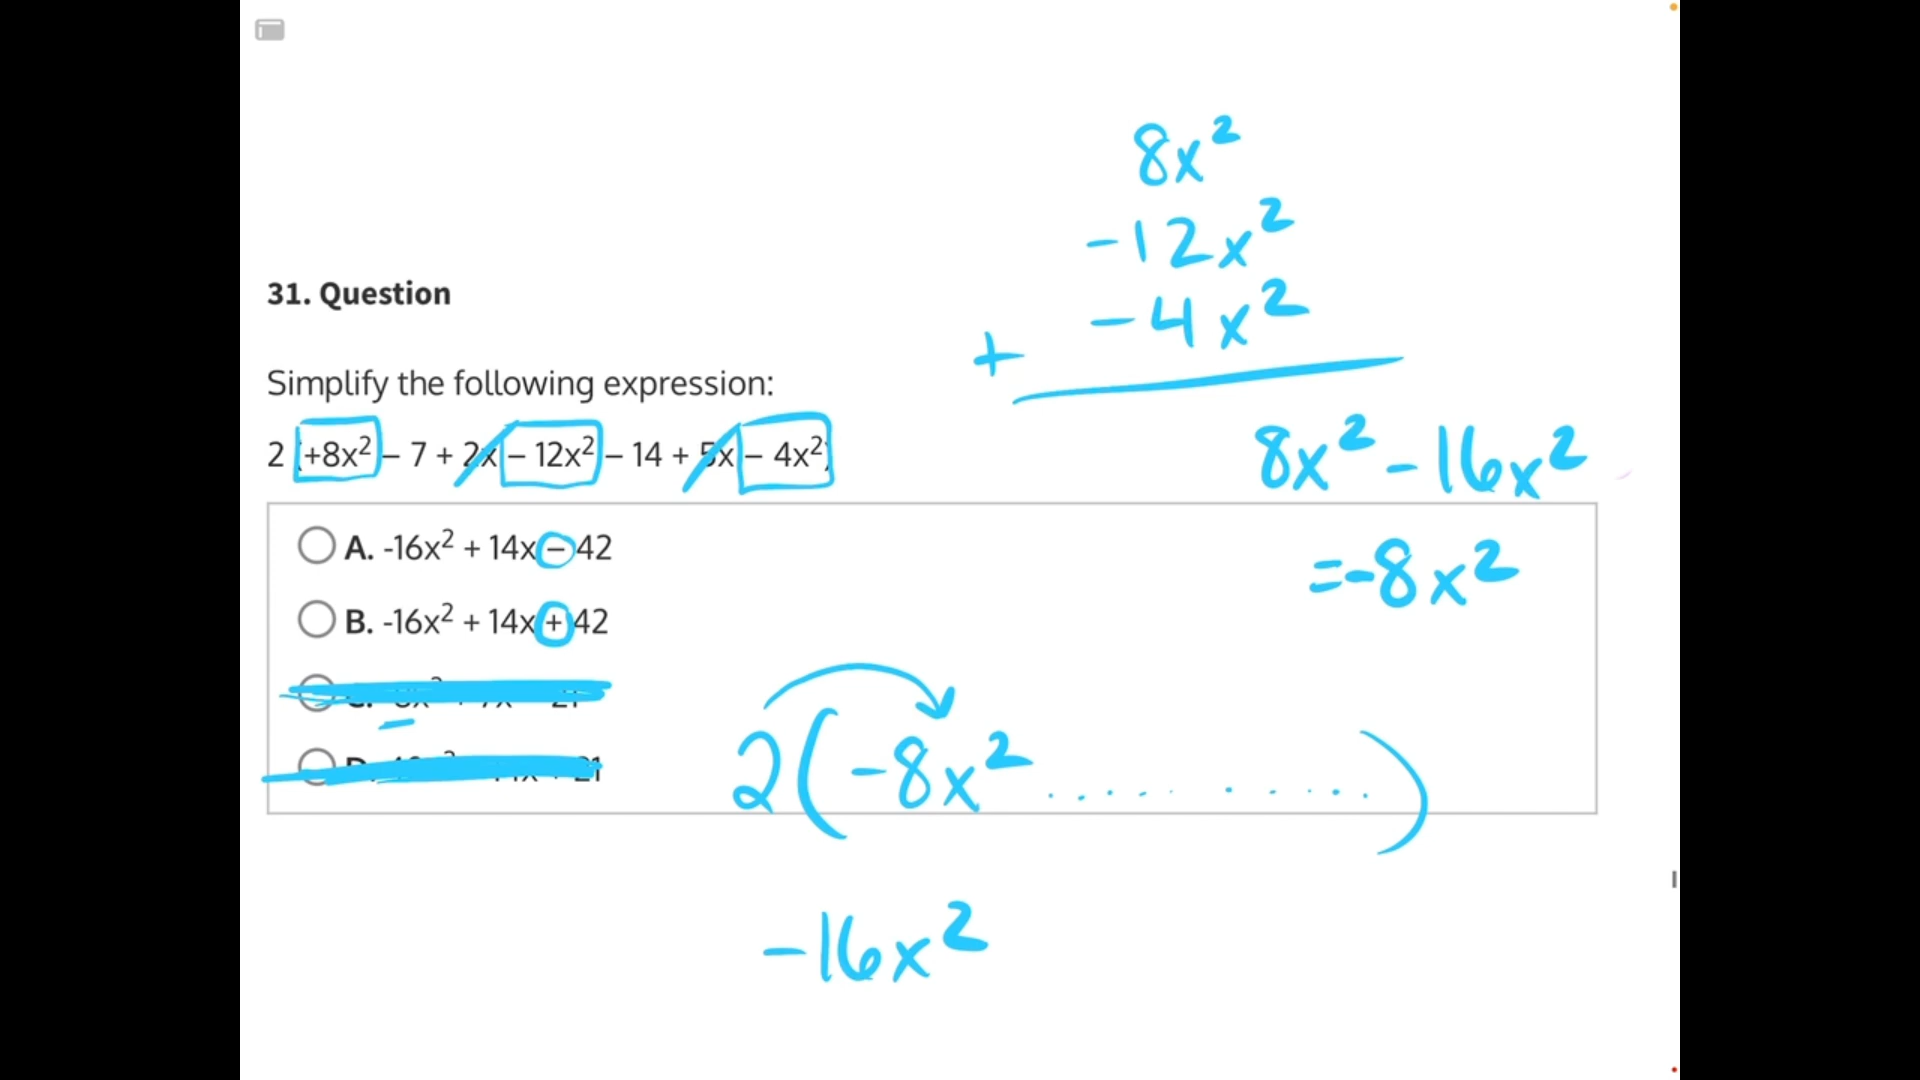 8x²
-12x²
-4x²
+
31. Question
Simplify the following expression:
2 (+8x² – 7 + 2x – 12x² – 14 + 5x – 4x²)
8x² - 16x²
= -8x²
A. -16x² + 14x – 42
B. -16x² + 14x + 42
C.
D.
2(-8x² ............)
-16x²